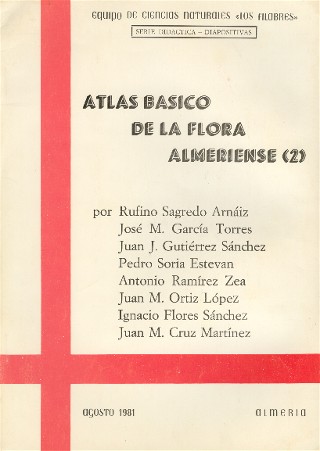 EQUIPO DE CIENCIAS NATURALES «LOS FILABRES»
SERIE DIDACTICA - DIAPOSITIVAS
ATLAS BASICO
DE LA FLORA
ALMERIENSE (2)
por Rufino Sagredo Arnáiz
José M. García Torres
Juan J. Gutiérrez Sánchez
Pedro Soria Estevan
Antonio Ramírez Zea
Juan M. Ortiz López
Ignacio Flores Sánchez
Juan M. Cruz Martínez
AGOSTO 1981 ALMERIA